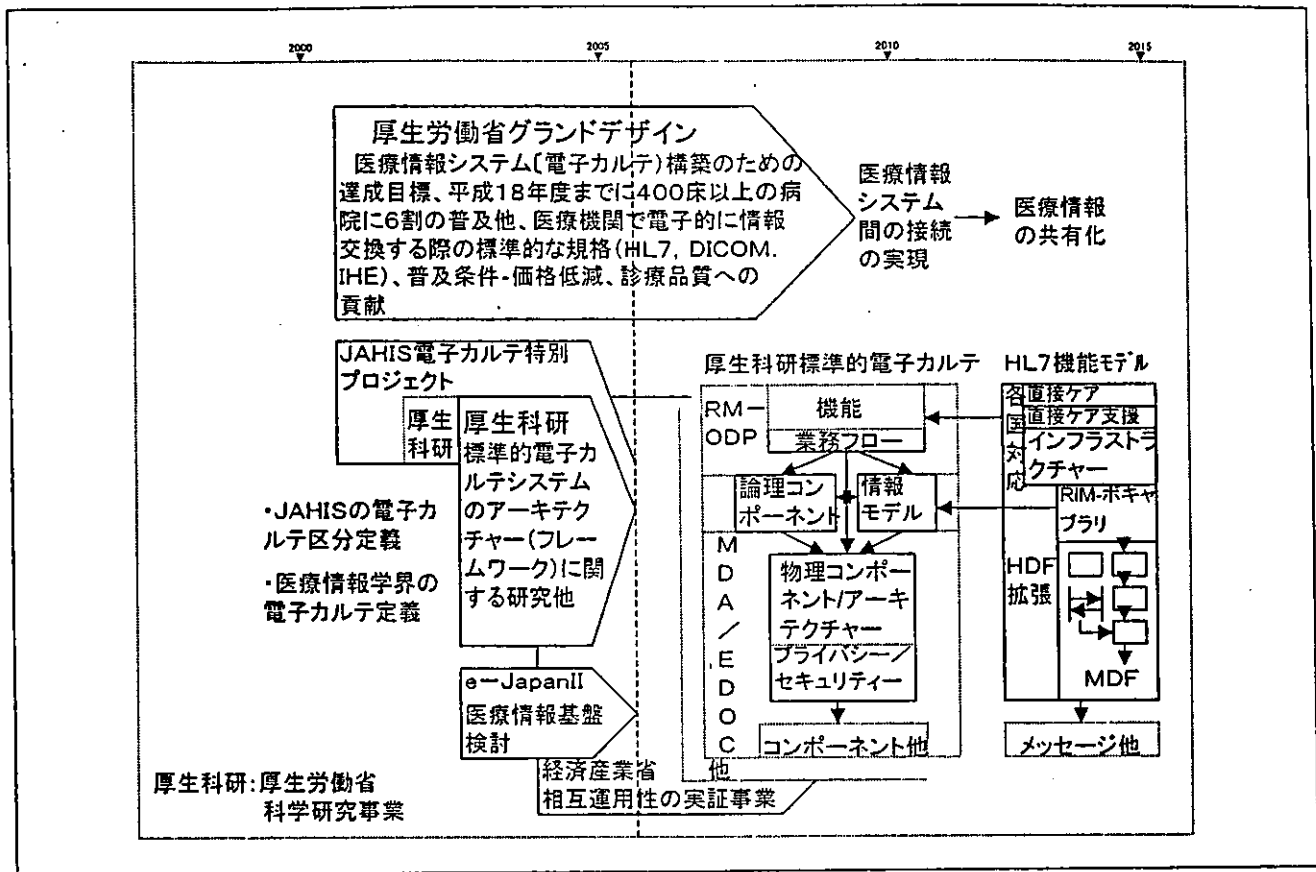 2000
2005
2010
2015
厚生労働省グランドデザイン
医療情報システム(電子カルテ)構築のための
達成目標、平成18年度までに400床以上の病
院に6割の普及他、医療機関で電子的に情報
交換する際の標準的な規格(HL7, DICOM.
IHE)、普及条件-価格低減、診療品質への
貢献
医療情報
システム
間の接続
の実現
医療情報
の共有化
JAHIS電子カルテ特別
プロジェクト
厚生
科研
厚生科研
標準的電子カ
ルテシステム
のアーキテク
チャー(フレー
ムワーク)に関
する研究他
・JAHISの電子カ
ルテ区分定義
・医療情報学界の
電子カルテ定義
e-JapanII
医療情報基盤
検討
経済産業省
他
相互運用性の実証事業
厚生科研:厚生労働省
科学研究事業
厚生科研標準的電子カルテ
RM-
ODP
機能
業務フロー
論理コン
ポーネント
情報
モデル
MDA/EDOC
物理コンポー
ネント/アーキ
テクチャー
プライバシー/
セキュリティー
コンポーネント他
HL7機能モデル
各国対応
直接ケア
直接ケア支援
インフラストラ
クチャー
RIM-ボキャ
ブラリ
HDF
拡張
MDF
メッセージ他